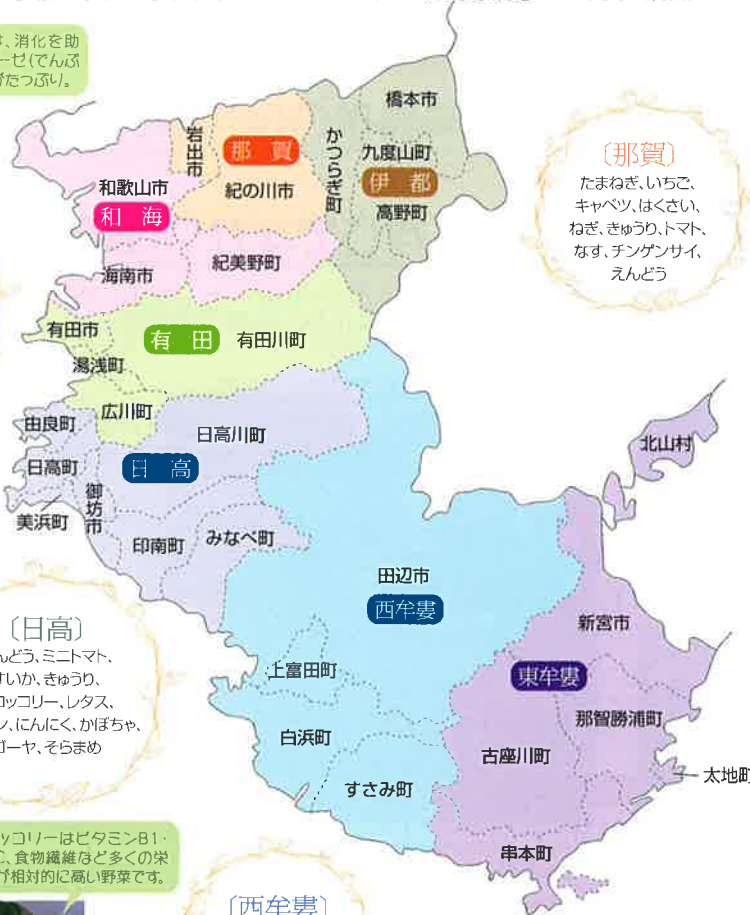 、消化を助
ーゼ(でんぷ
がたっぷり。
橋本市
岩出市
那 賀
かつらぎ町
九度山町
伊 都
和歌山市
紀の川市
高野町
和 海
海南市
紀美野町
〔那賀〕
たまねぎ、いちご、
キャベツ、はくさい、
ねぎ、きゅうり、トマト、
なす、チンゲンサイ、
えんどう
有田市
有 田
有田川町
湯浅町
広川町
由良町
日高川町
日高町
日 高
御坊市
美浜町
印南町
みなべ町
北山村
田辺市
西牟婁
新宮市
〔日高〕
んどう、ミニトマト、
すいか、きゅうり、
ロッコリー、レタス、
ン、にんにく、かぼちゃ、
ゴーヤ、そらまめ
上富田町
東牟婁
那智勝浦町
白浜町
古座川町
すさみ町
太地町
串本町
ッコリーはビタミンB1・
C、食物繊維など多くの栄
が相対的に高い野菜です。
〔西牟婁〕